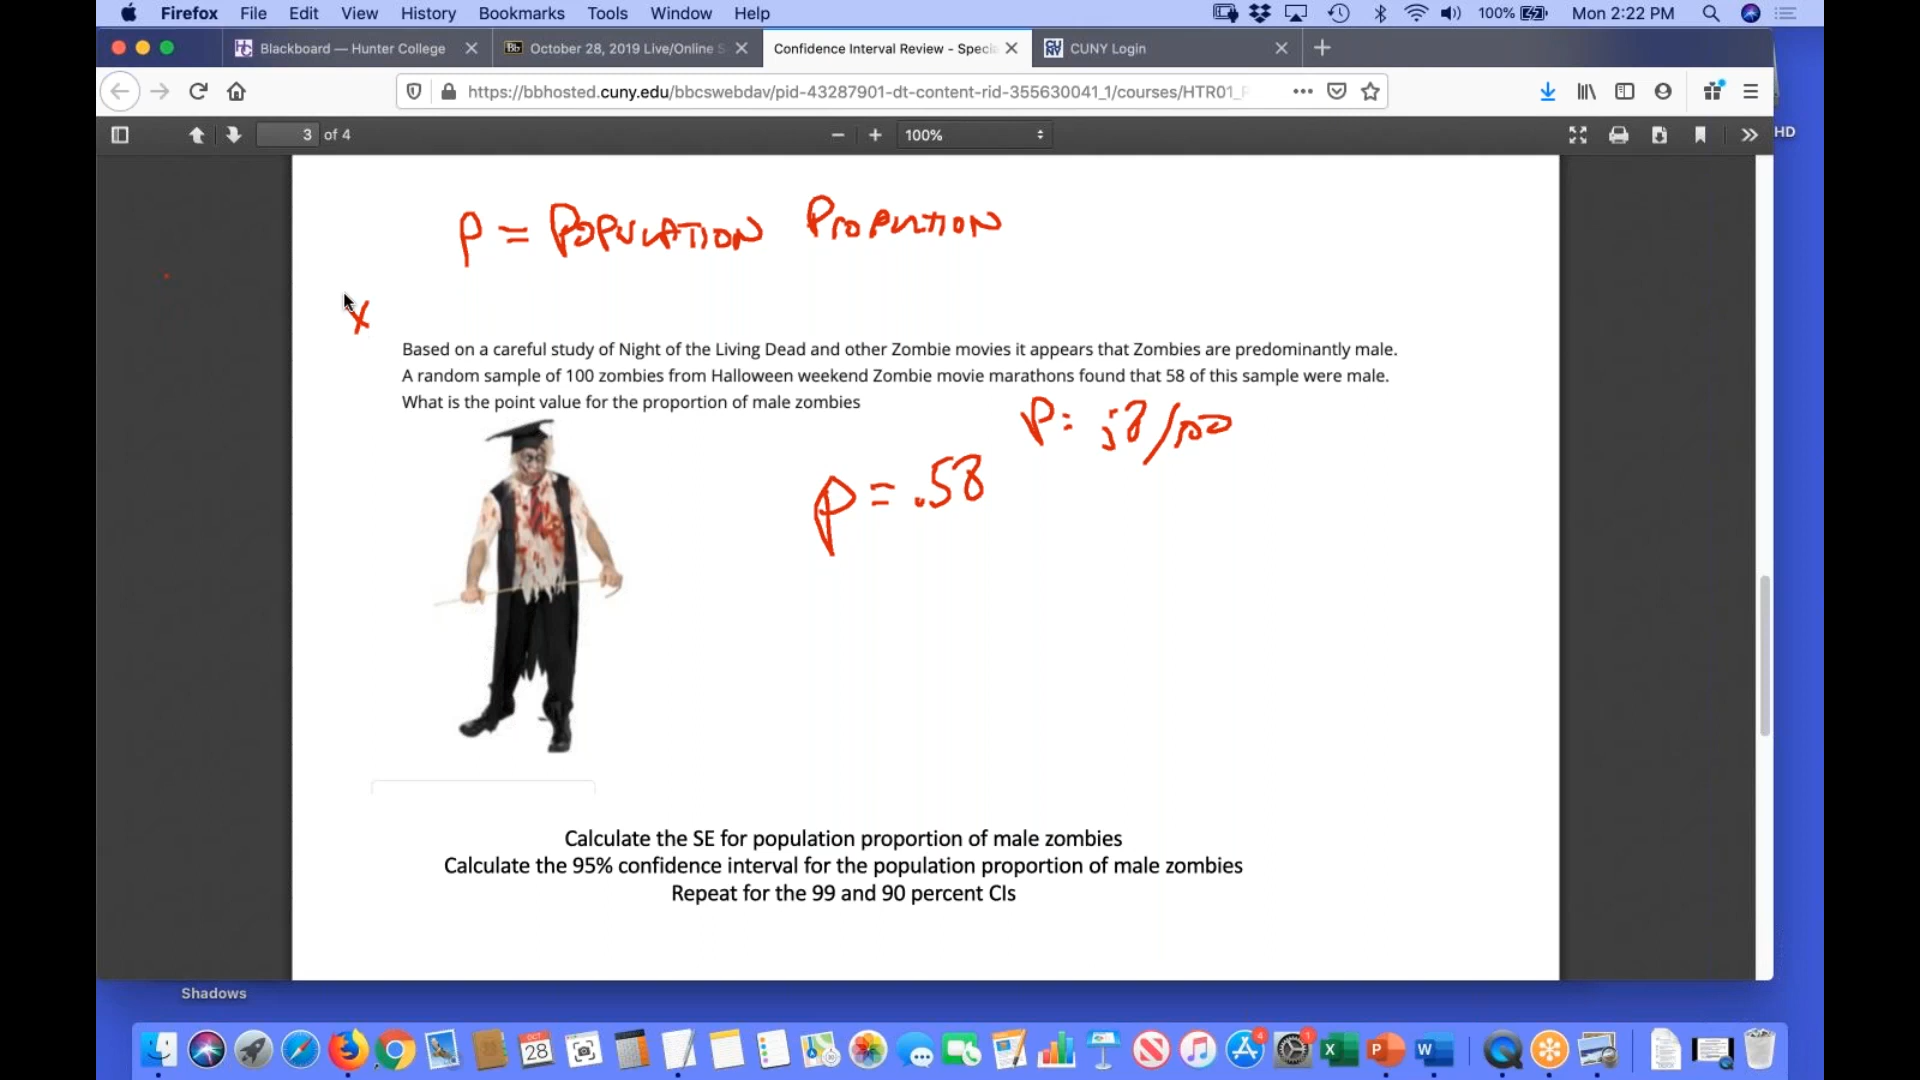 Firefox File Edit View History Bookmarks Tools Window Help 100% Mon 2:22 PM
Blackboard — Hunter College Bb October 28, 2019 Live/Online S Confidence Interval Review - Specia CUNY Login
https://bbhosted.cuny.edu/bbcswebdav/pid-43287901-dt-content-rid-355630041_1/courses/HTR01_
3 of 4 100% HD
P = POPULATION PROPORTION
X
Based on a careful study of Night of the Living Dead and other Zombie movies it appears that Zombies are predominantly male.
A random sample of 100 zombies from Halloween weekend Zombie movie marathons found that 58 of this sample were male.
What is the point value for the proportion of male zombies
P = 58/100
P = .58
Calculate the SE for population proportion of male zombies
Calculate the 95% confidence interval for the population proportion of male zombies
Repeat for the 99 and 90 percent CIs
Shadows
OCT
28